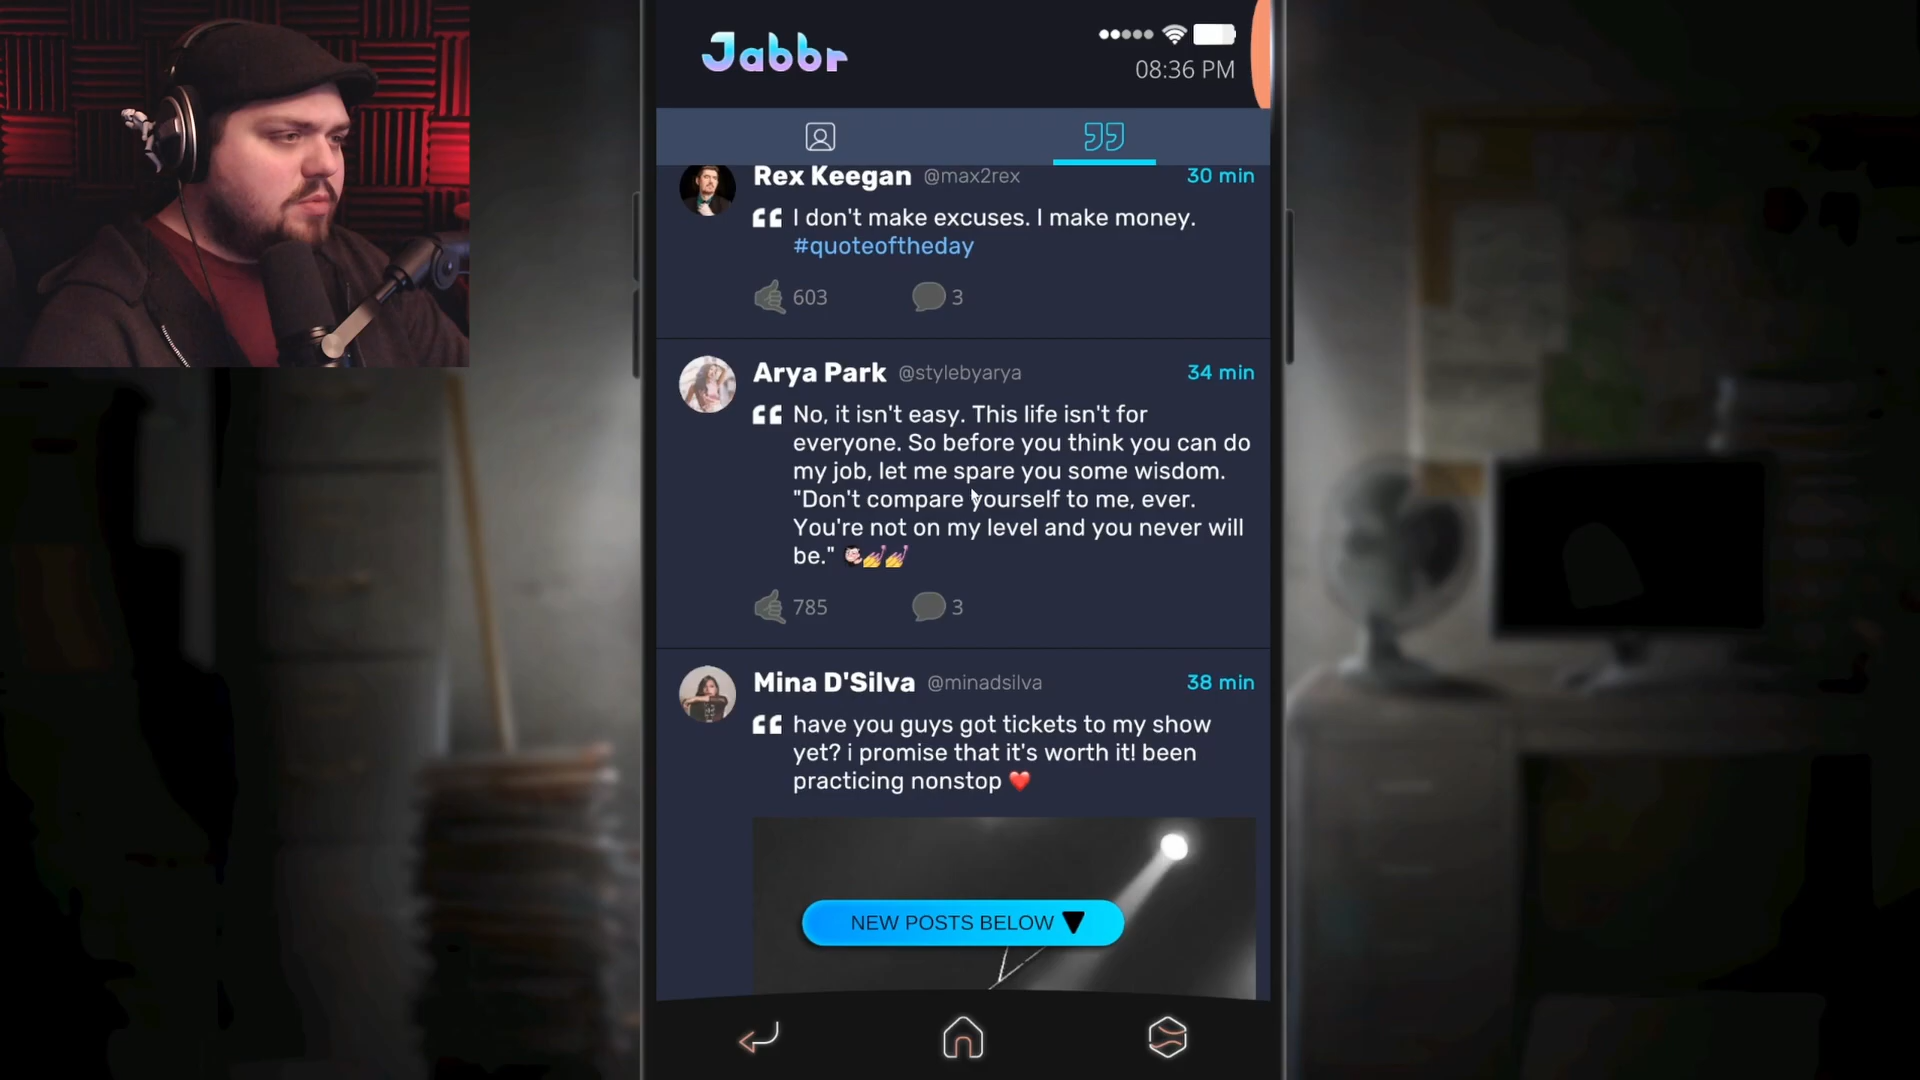 Jabbr
08:36 PM
Rex Keegan @max2rex 30 min
I don't make excuses. I make money.
#quoteoftheday
603 3
Arya Park @stylebyarya 34 min
No, it isn't easy. This life isn't for
everyone. So before you think you can do
my job, let me spare you some wisdom.
"Don't compare yourself to me, ever.
You're not on my level and you never will
be."
785 3
Mina D'Silva @minadsilva 38 min
have you guys got tickets to my show
yet? i promise that it's worth it! been
practicing nonstop ❤️
NEW POSTS BELOW